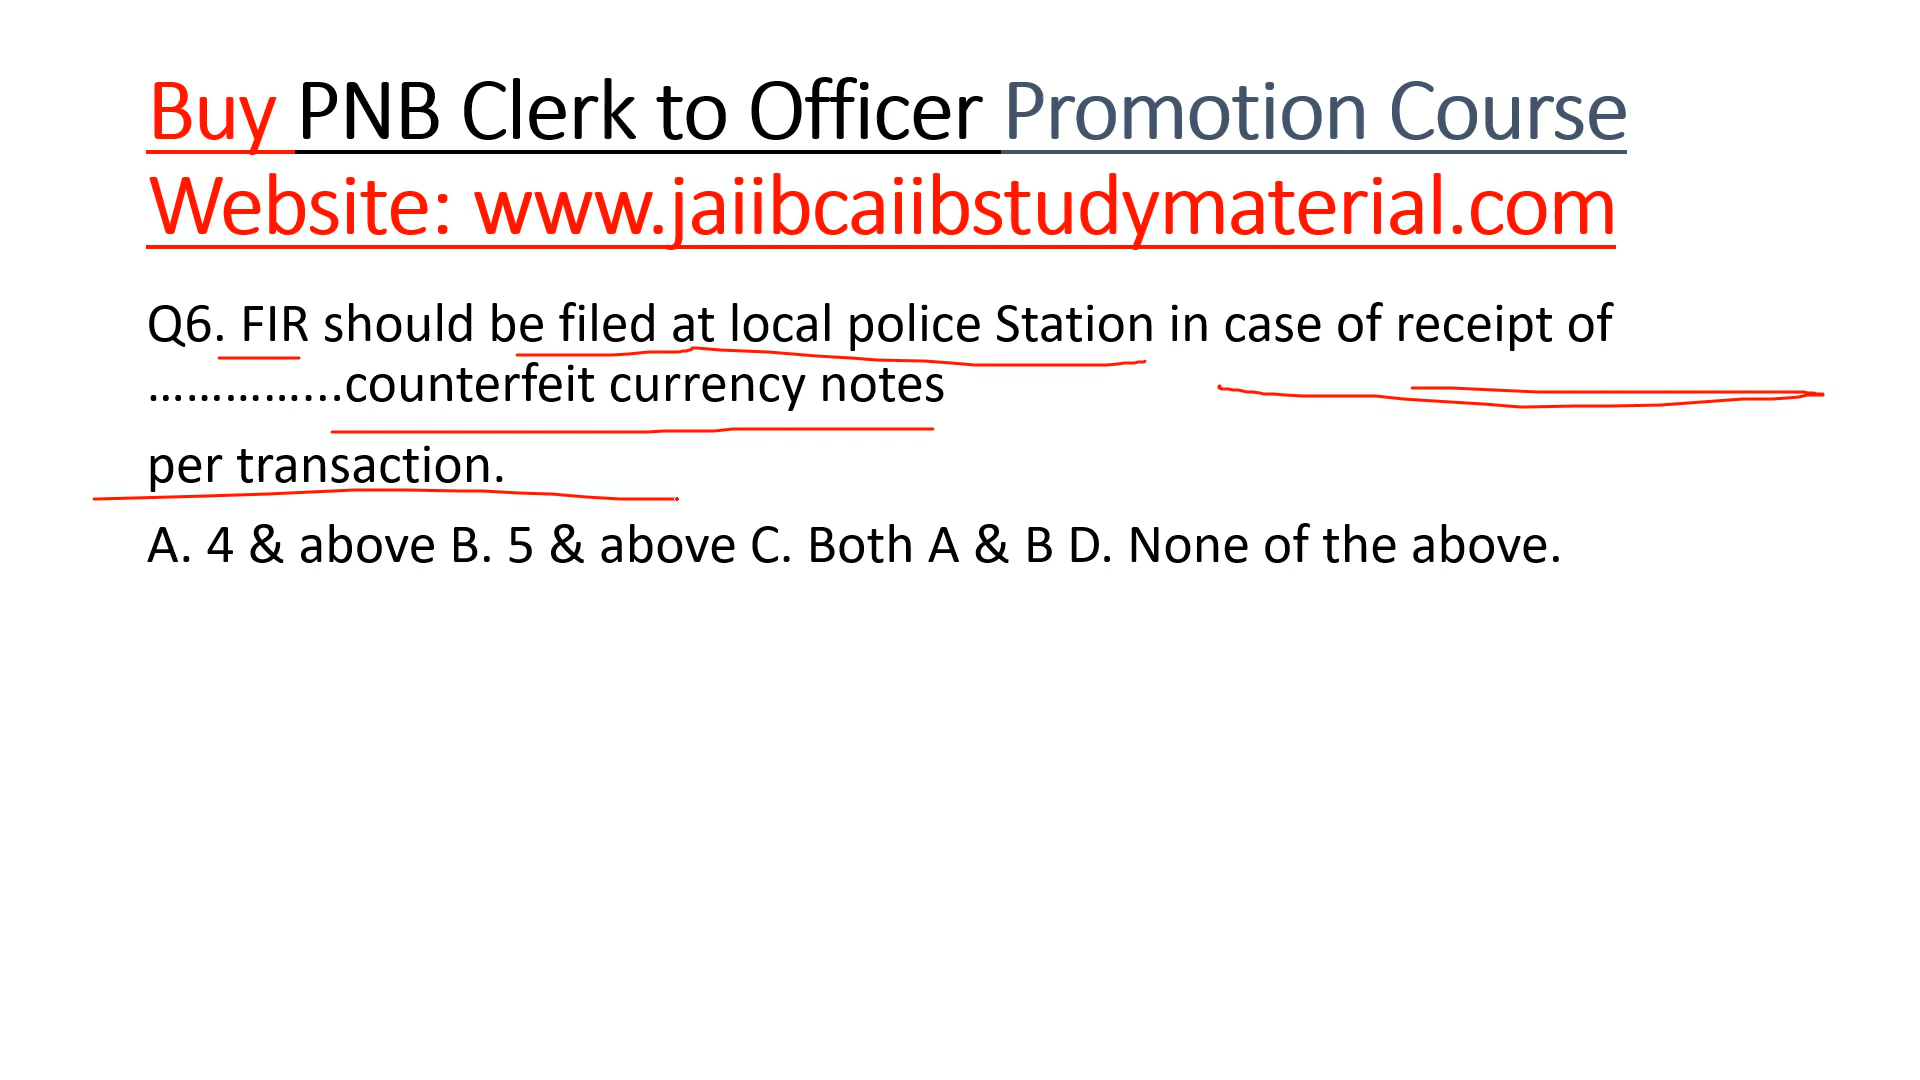 Buy PNB Clerk to Officer Promotion Course
Website: www.jaiibcaiibstudymaterial.com
Q6. FIR should be filed at local police Station in case of receipt of
…………...counterfeit currency notes
per transaction.
A. 4 & above B. 5 & above C. Both A & B D. None of the above.